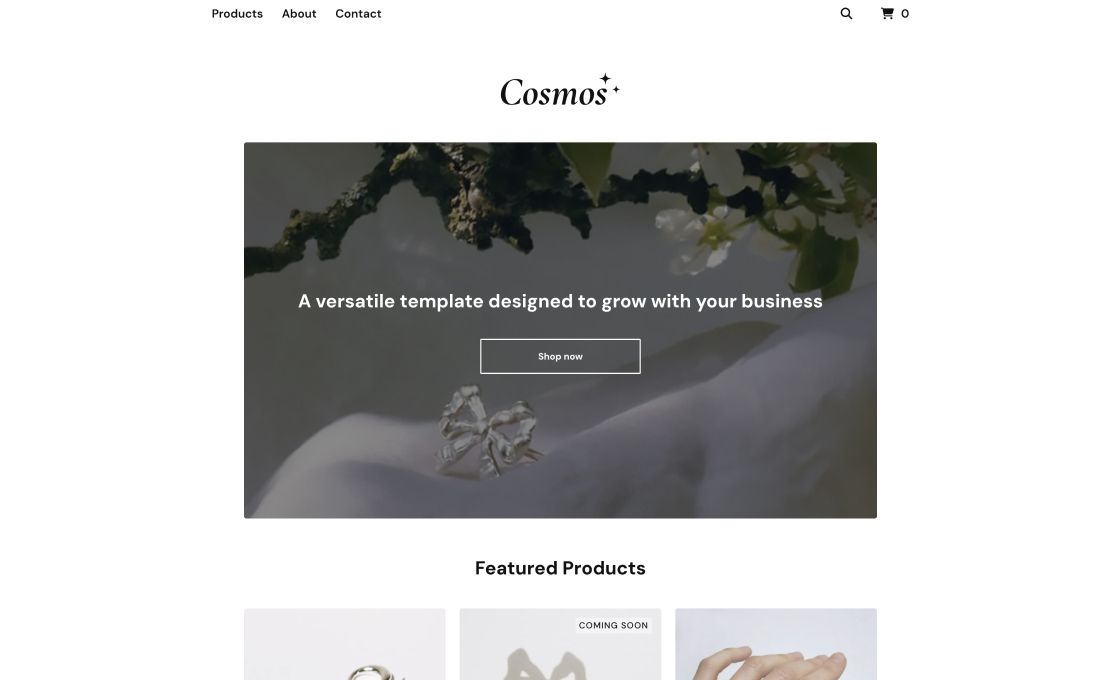 Products
About
Contact
0
Cosmos
A versatile template designed to grow with your business
Shop now
Featured Products
COMING SOON